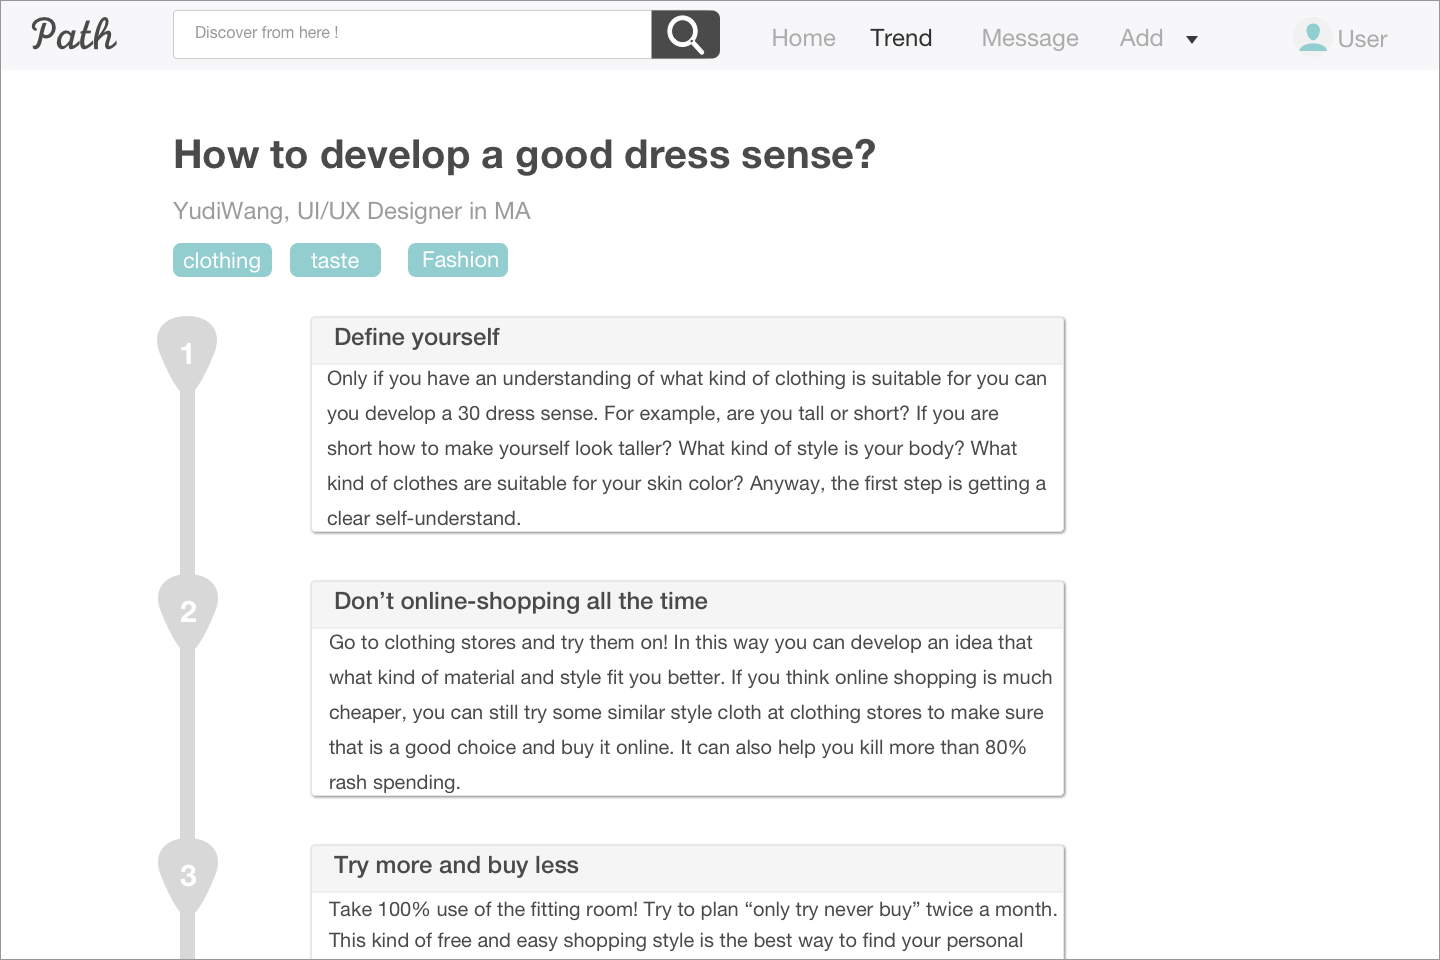 Path
Discover from here !
Home Trend Message Add User
How to develop a good dress sense?
YudiWang, UI/UX Designer in MA
clothing taste Fashion
1
Define yourself
Only if you have an understanding of what kind of clothing is suitable for you can
you develop a 30 dress sense. For example, are you tall or short? If you are
short how to make yourself look taller? What kind of style is your body? What
kind of clothes are suitable for your skin color? Anyway, the first step is getting a
clear self-understand.
2
Don’t online-shopping all the time
Go to clothing stores and try them on! In this way you can develop an idea that
what kind of material and style fit you better. If you think online shopping is much
cheaper, you can still try some similar style cloth at clothing stores to make sure
that is a good choice and buy it online. It can also help you kill more than 80%
rash spending.
3
Try more and buy less
Take 100% use of the fitting room! Try to plan “only try never buy” twice a month.
This kind of free and easy shopping style is the best way to find your personal